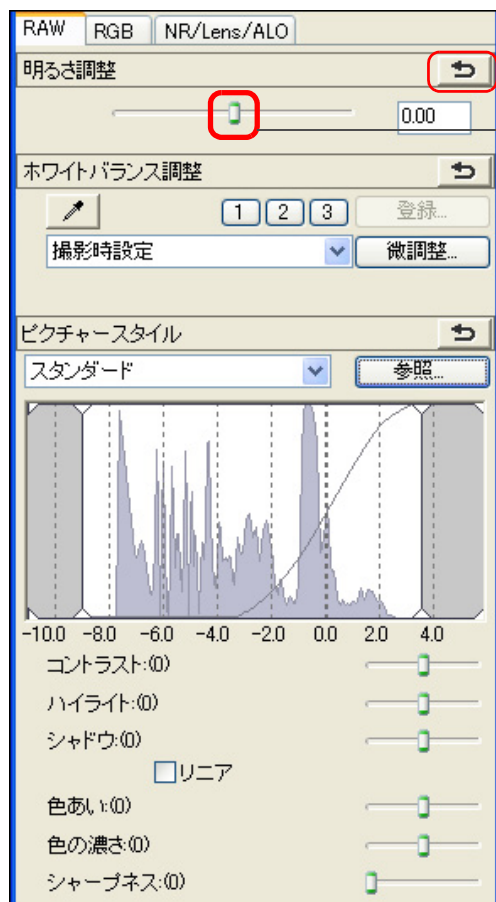 RAW RGB NR/Lens/ALO
明るさ調整
0.00
ホワイトバランス調整
1 2 3 登録...
撮影時設定 微調整...
ピクチャースタイル
スタンダード 参照...
-10.0 -8.0 -6.0 -4.0 -2.0 0.0 2.0 4.0
コントラスト:(0)
ハイライト:(0)
シャドウ:(0)
リニア
色あい:(0)
色の濃さ:(0)
シャープネス:(0)